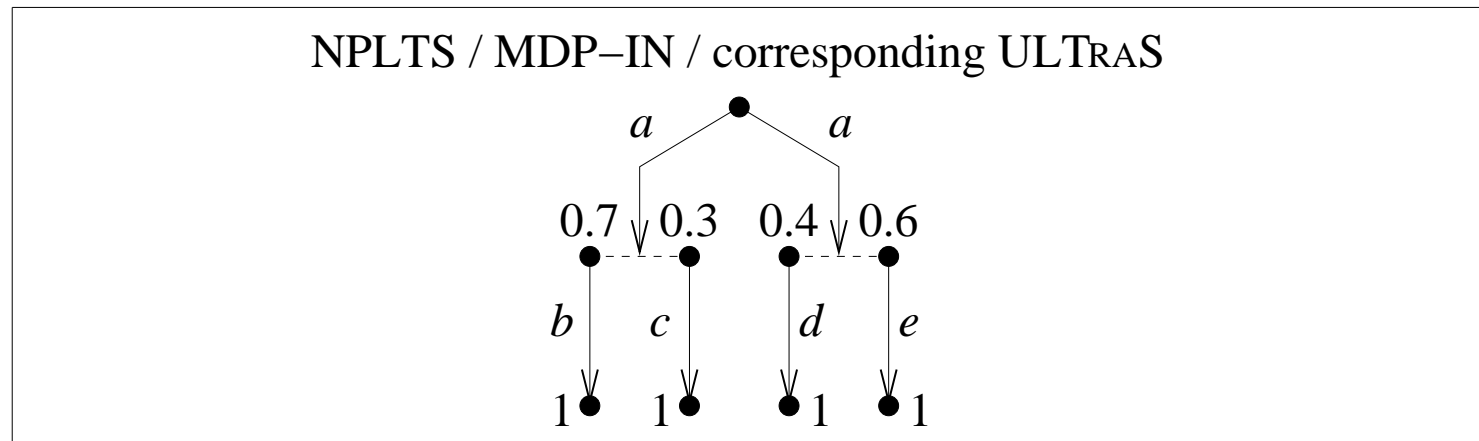 NPLTS / MDP–IN / corresponding ULTRAS
a a
0.7 0.3 0.4 0.6
b c d e
1 1 1 1